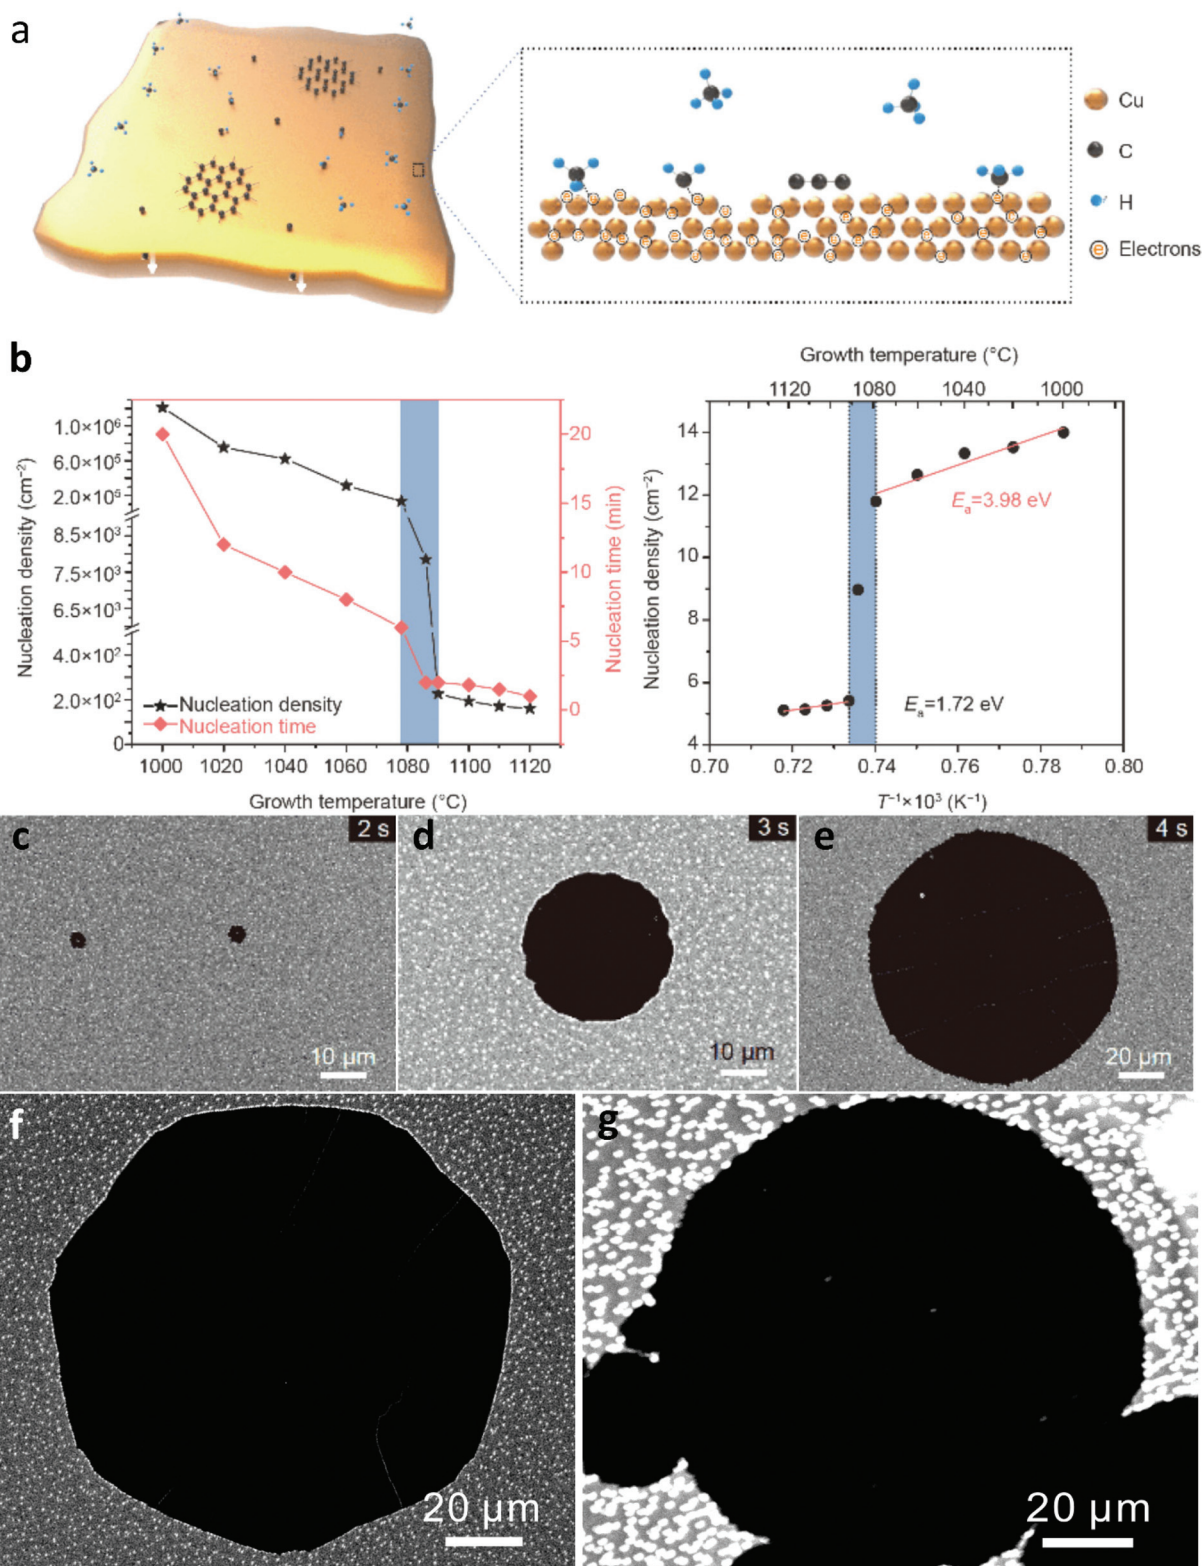 a
Cu
C
H
e Electrons
e e e e
e e e e e
e e e e e e e e
e e e e e e
b
Growth temperature (°C)
1120 1080 1040 1000
Nucleation density (cm⁻²)
1.0×10⁶
6.0×10⁵
2.0×10⁵
8.5×10³
7.5×10³
6.5×10³
4.0×10²
2.0×10²
0
Nucleation density
Nucleation time
20
15
10
5
0
Nucleation time (min)
1000 1020 1040 1060 1080 1100 1120
Growth temperature (°C)
Nucleation density (cm⁻²)
14
12
10
8
6
4
Eₐ=3.98 eV
Eₐ=1.72 eV
0.70 0.72 0.74 0.76 0.78 0.80
T⁻¹×10³ (K⁻¹)
c 2 s
10 µm
d 3 s
10 µm
e 4 s
20 µm
f
20 µm
g
20 µm